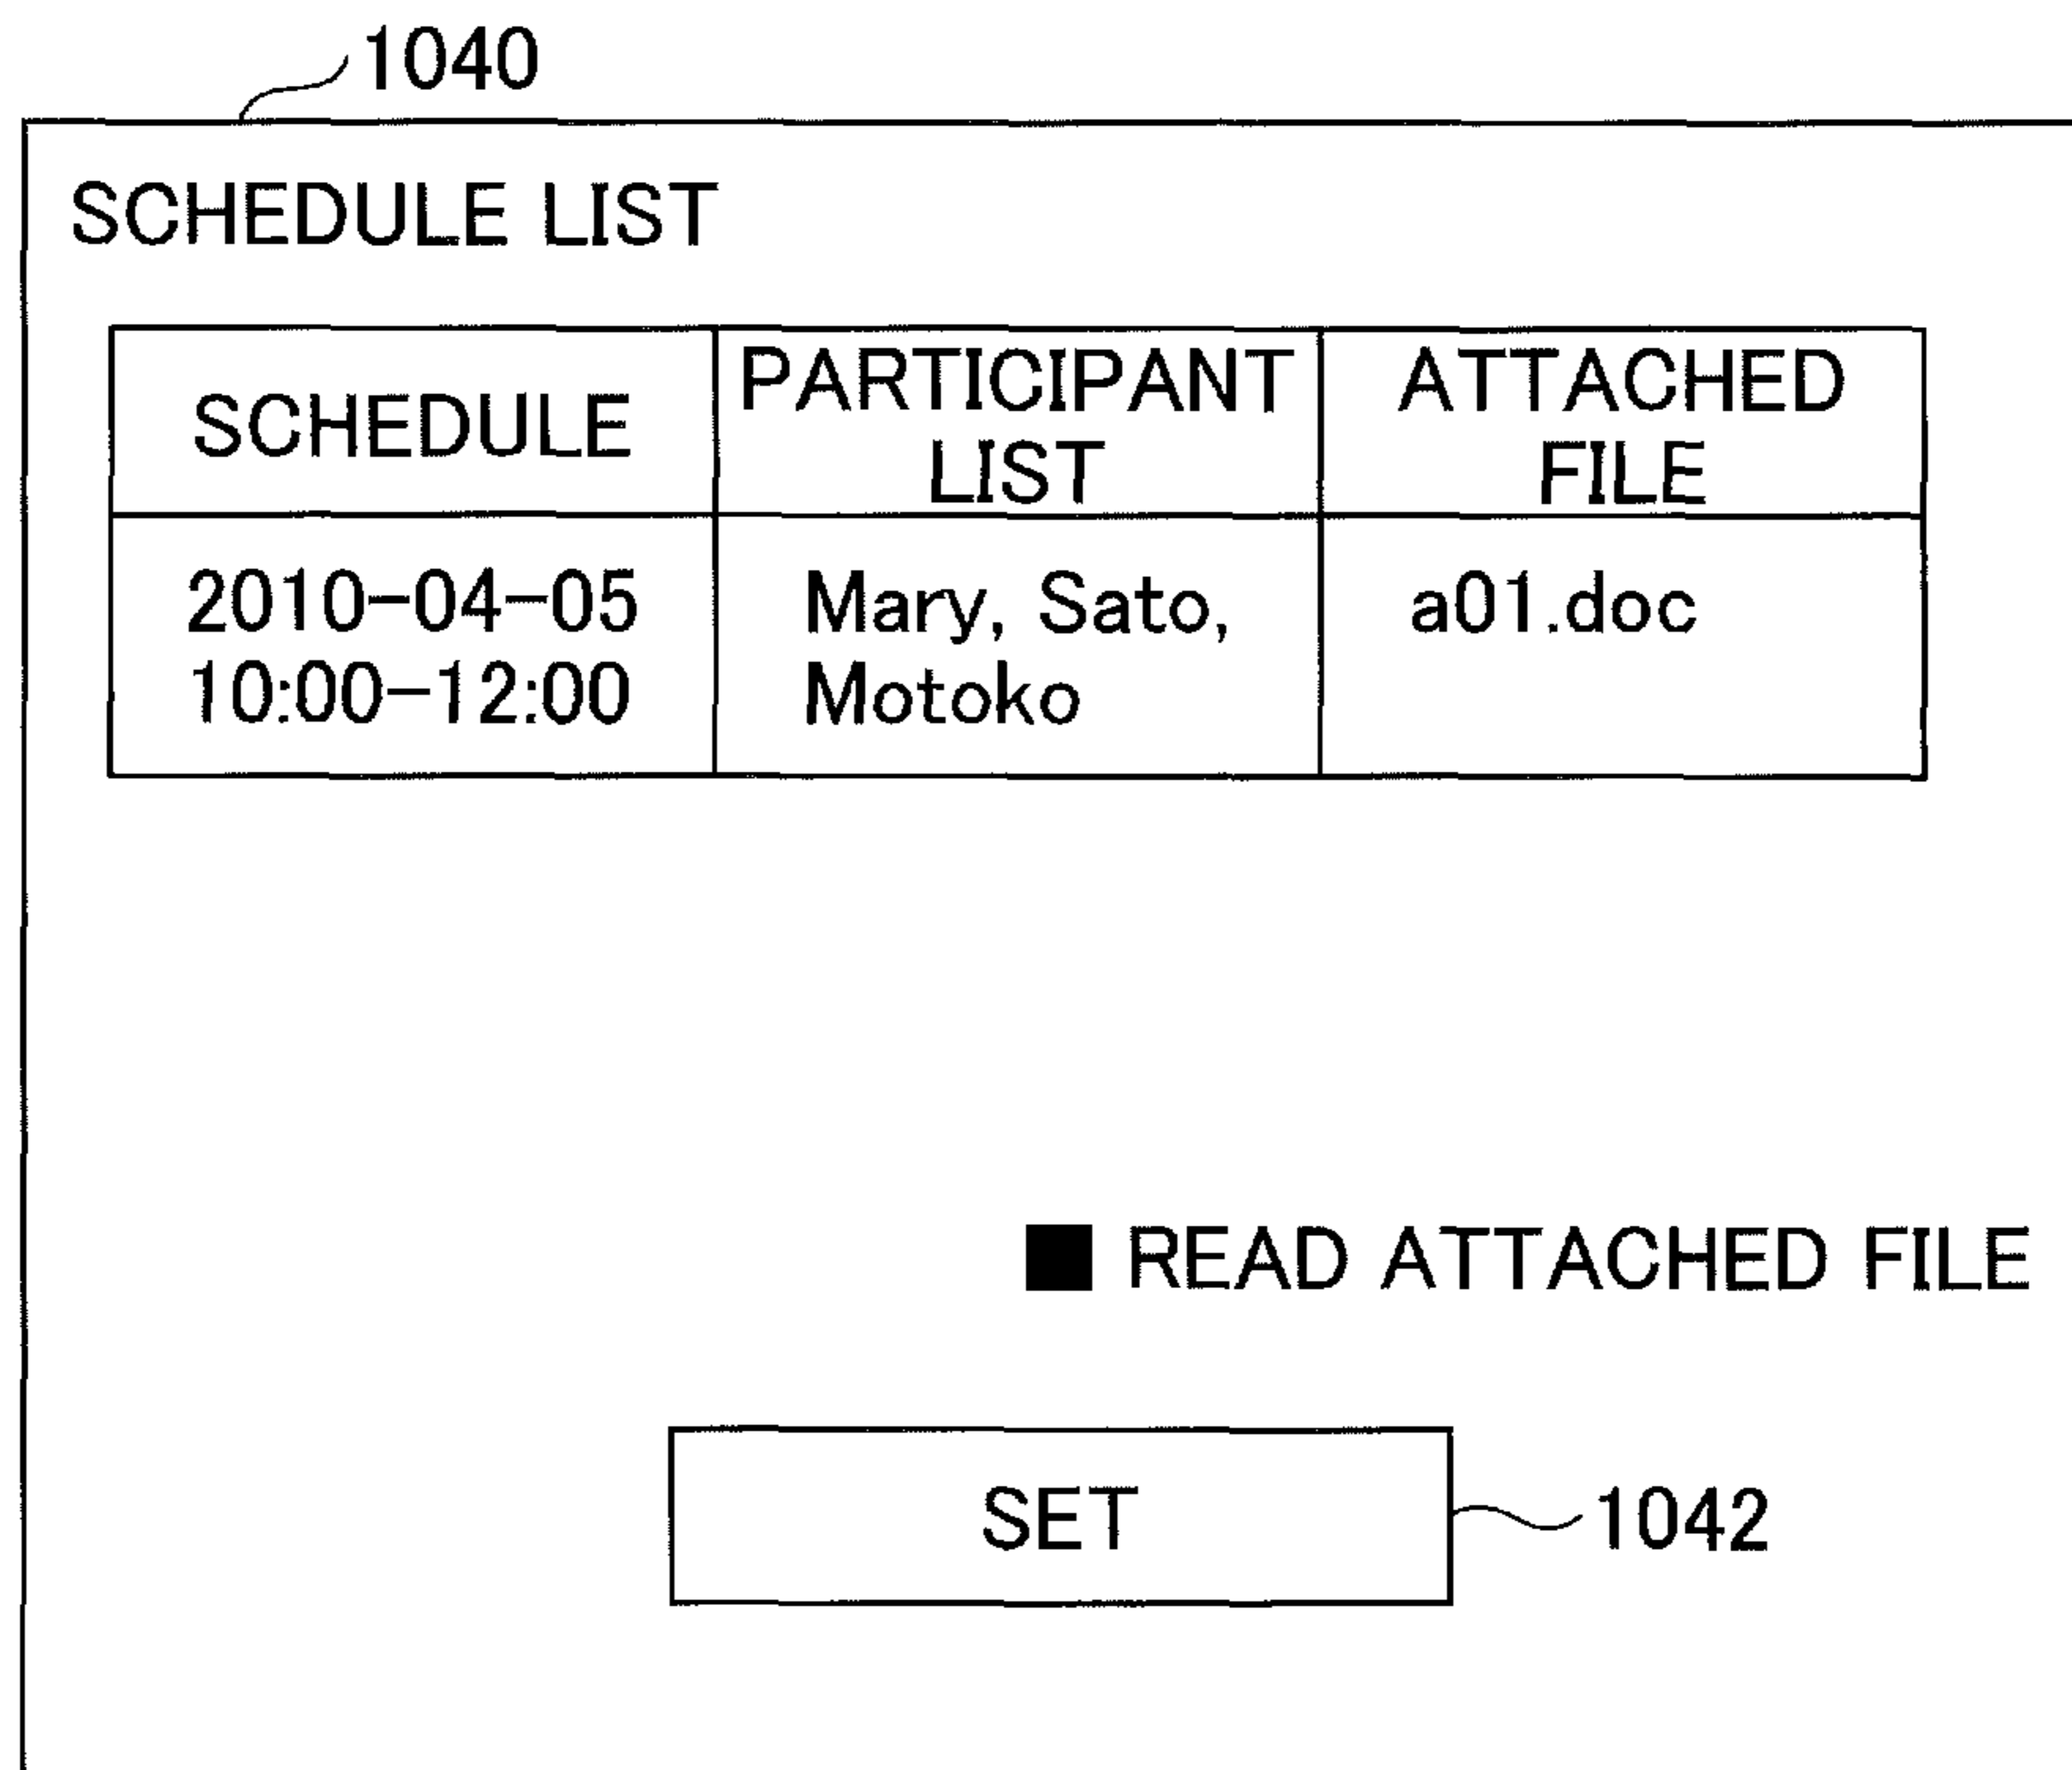 1040
SCHEDULE LIST
SCHEDULE
PARTICIPANT
LIST
ATTACHED
FILE
2010-04-05
10:00-12:00
Mary, Sato,
Motoko
a01.doc
■ READ ATTACHED FILE
SET
1042